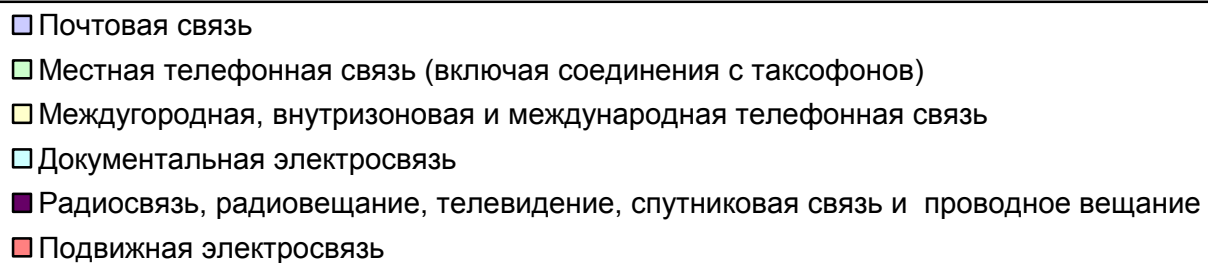 Почтовая связь
Местная телефонная связь (включая соединения с таксофонов)
Междугородная, внутризоновая и международная телефонная связь
Документальная электросвязь
Радиосвязь, радиовещание, телевидение, спутниковая связь и  проводное вещание
Подвижная электросвязь